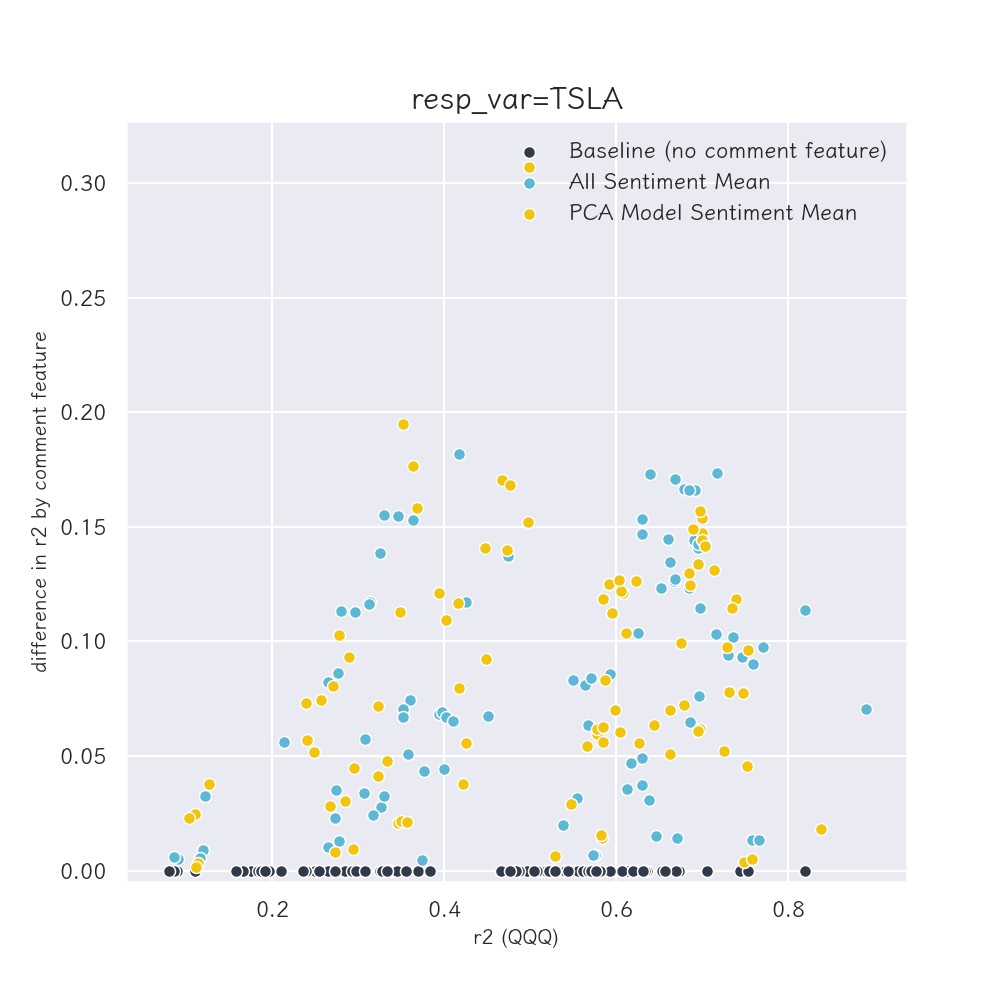 resp_var=TSLA
Baseline (no comment feature)
All Sentiment Mean
PCA Model Sentiment Mean
difference in r2 by comment feature
0.30
0.25
0.20
0.15
0.10
0.05
0.00
0.2 0.4 0.6 0.8
r2 (QQQ)